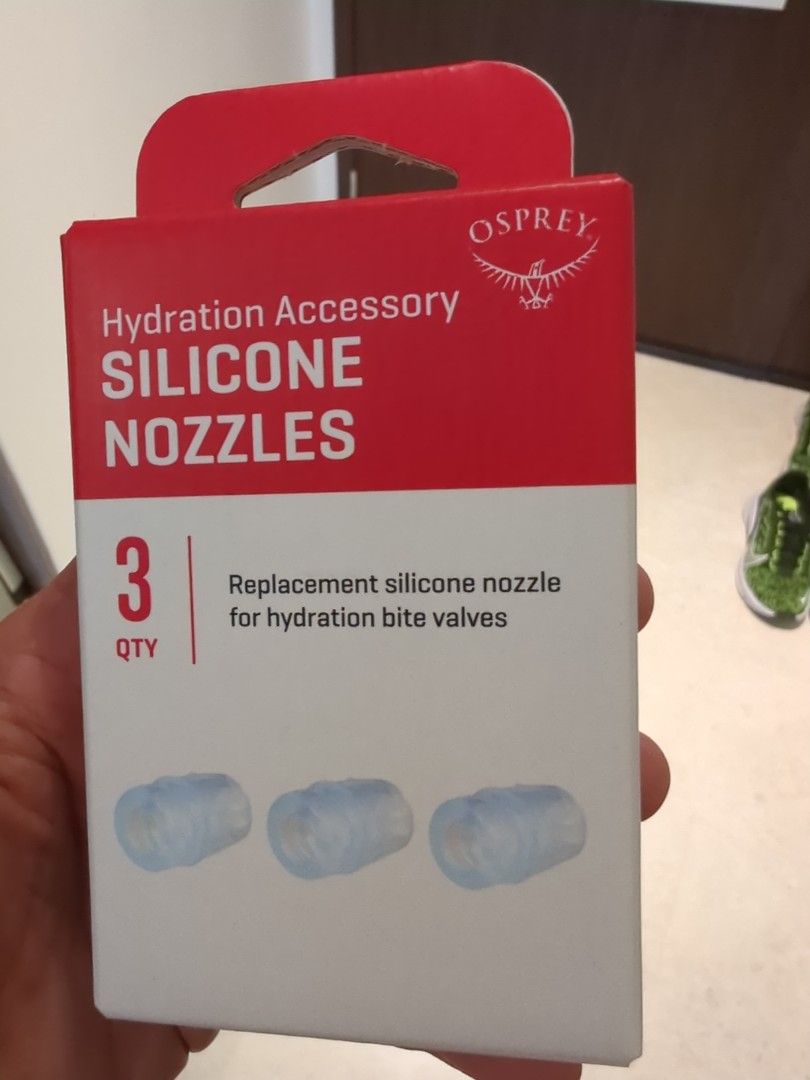 OSPREY
Hydration Accessory
SILICONE
NOZZLES
3
QTY
Replacement silicone nozzle
for hydration bite valves